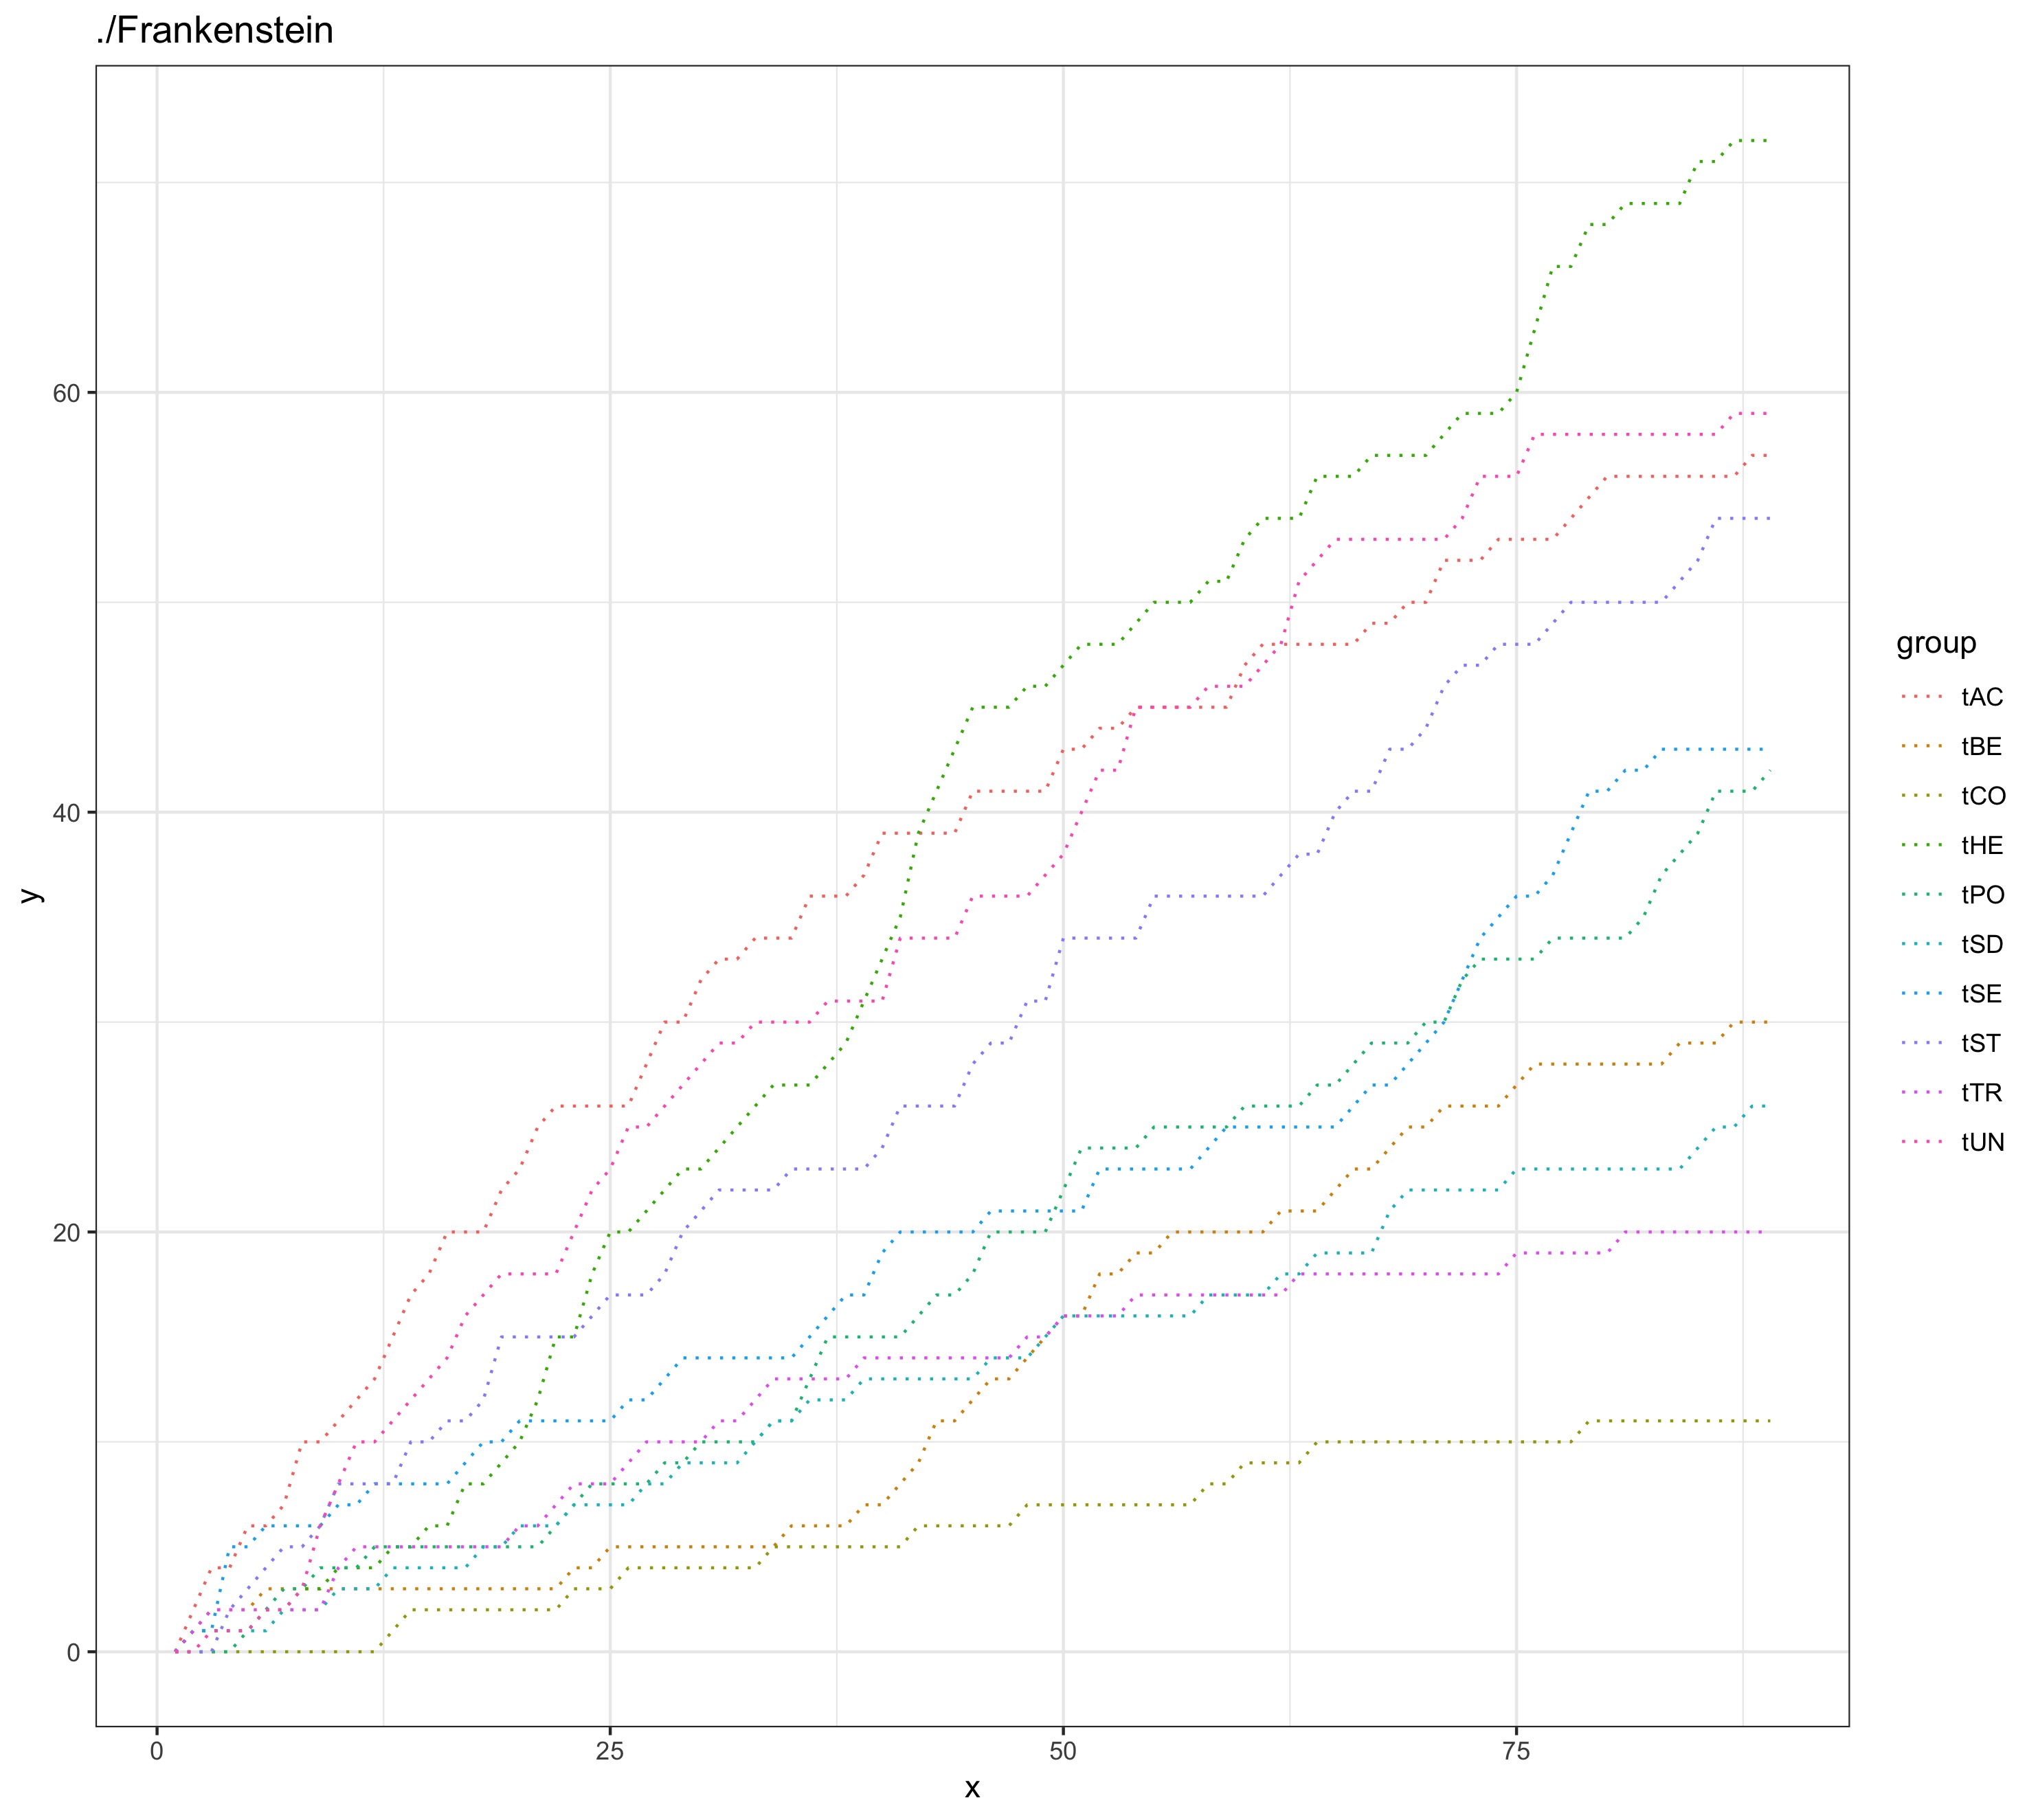 ./Frankenstein
60
40
20
0
y
0 25 50 75
x
group
tAC
tBE
tCO
tHE
tPO
tSD
tSE
tST
tTR
tUN